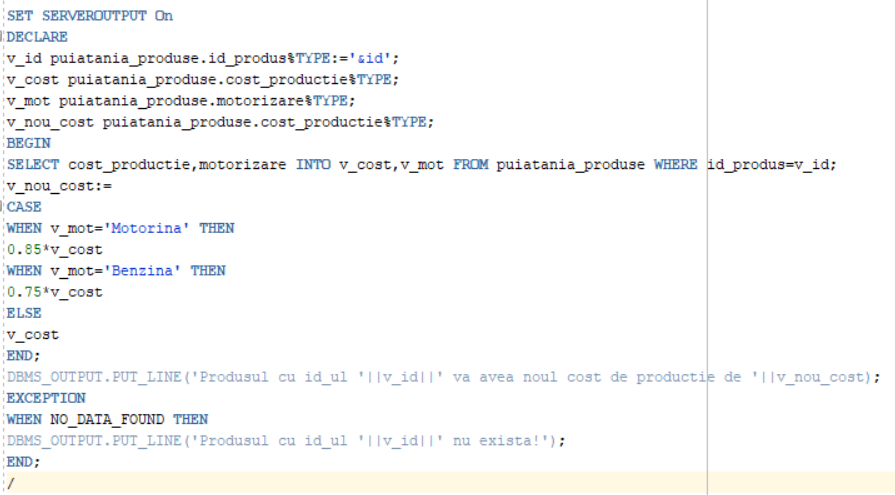 SET SERVEROUTPUT On
DECLARE
v_id puiatania_produse.id_produs%TYPE:='&id';
v_cost puiatania_produse.cost_productie%TYPE;
v_mot puiatania_produse.motorizare%TYPE;
v_nou_cost puiatania_produse.cost_productie%TYPE;
BEGIN
SELECT cost_productie,motorizare INTO v_cost,v_mot FROM puiatania_produse WHERE id_produs=v_id;
v_nou_cost:=
CASE
WHEN v_mot='Motorina' THEN
0.85*v_cost
WHEN v_mot='Benzina' THEN
0.75*v_cost
ELSE
v_cost
END;
DBMS_OUTPUT.PUT_LINE('Produsul cu id_ul '||v_id||' va avea noul cost de productie de '||v_nou_cost);
EXCEPTION
WHEN NO_DATA_FOUND THEN
DBMS_OUTPUT.PUT_LINE('Produsul cu id_ul '||v_id||' nu exista!');
END;
/